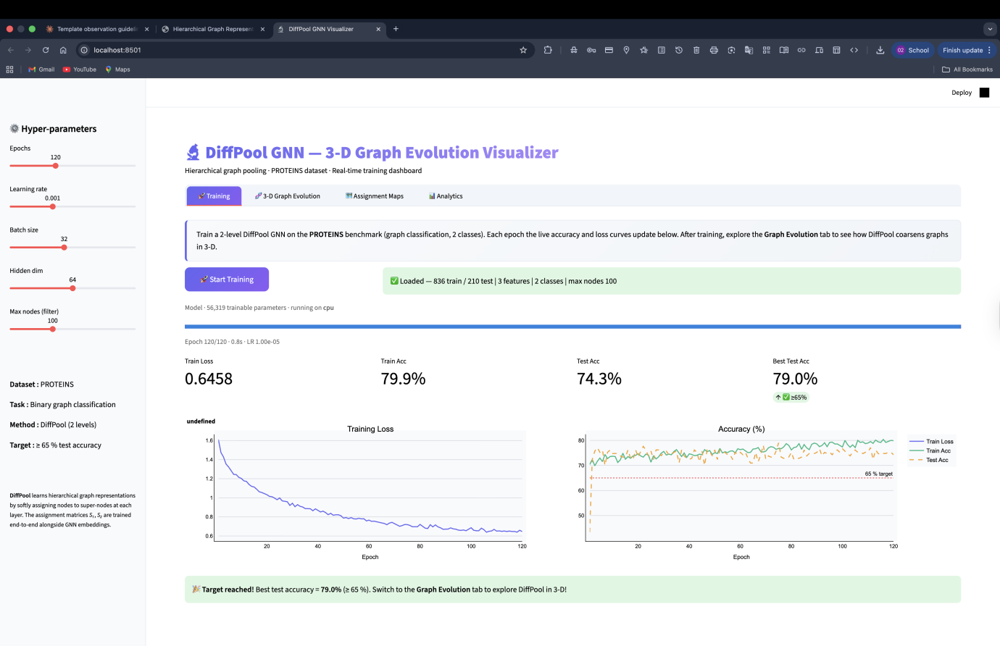 Template observation guideli
Hierarchical Graph Represen
DiffPool GNN Visualizer
localhost:8501
02 School
Finish update
Gmail
YouTube
Maps
All Bookmarks
Deploy
Hyper-parameters
Epochs
120
Learning rate
0.001
Batch size
32
Hidden dim
64
Max nodes (filter)
100
Dataset : PROTEINS
Task : Binary graph classification
Method : DiffPool (2 levels)
Target : ≥ 65 % test accuracy
DiffPool learns hierarchical graph representations
by softly assigning nodes to super-nodes at each
layer. The assignment matrices S₁, S₂ are trained
end-to-end alongside GNN embeddings.
DiffPool GNN — 3-D Graph Evolution Visualizer
Hierarchical graph pooling · PROTEINS dataset · Real-time training dashboard
🚀 Training
🧬 3-D Graph Evolution
🗺️ Assignment Maps
📊 Analytics
Train a 2-level DiffPool GNN on the PROTEINS benchmark (graph classification, 2 classes). Each epoch the live accuracy and loss curves update below. After training, explore the Graph Evolution tab to see how DiffPool coarsens graphs
in 3-D.
🚀 Start Training
✅ Loaded — 836 train / 210 test | 3 features | 2 classes | max nodes 100
Model · 56,319 trainable parameters · running on cpu
Epoch 120/120 · 0.8s · LR 1.00e-05
Train Loss
0.6458
Train Acc
79.9%
Test Acc
74.3%
Best Test Acc
79.0%
↑ ✅ ≥65%
undefined
Training Loss
1.6
1.4
1.2
1
0.8
0.6
20
40
60
80
100
120
Epoch
Accuracy (%)
80
70
60
50
65 % target
20
40
60
80
100
120
Epoch
Train Loss
Train Acc
Test Acc
🎉 Target reached! Best test accuracy = 79.0% (≥ 65 %). Switch to the Graph Evolution tab to explore DiffPool in 3-D!